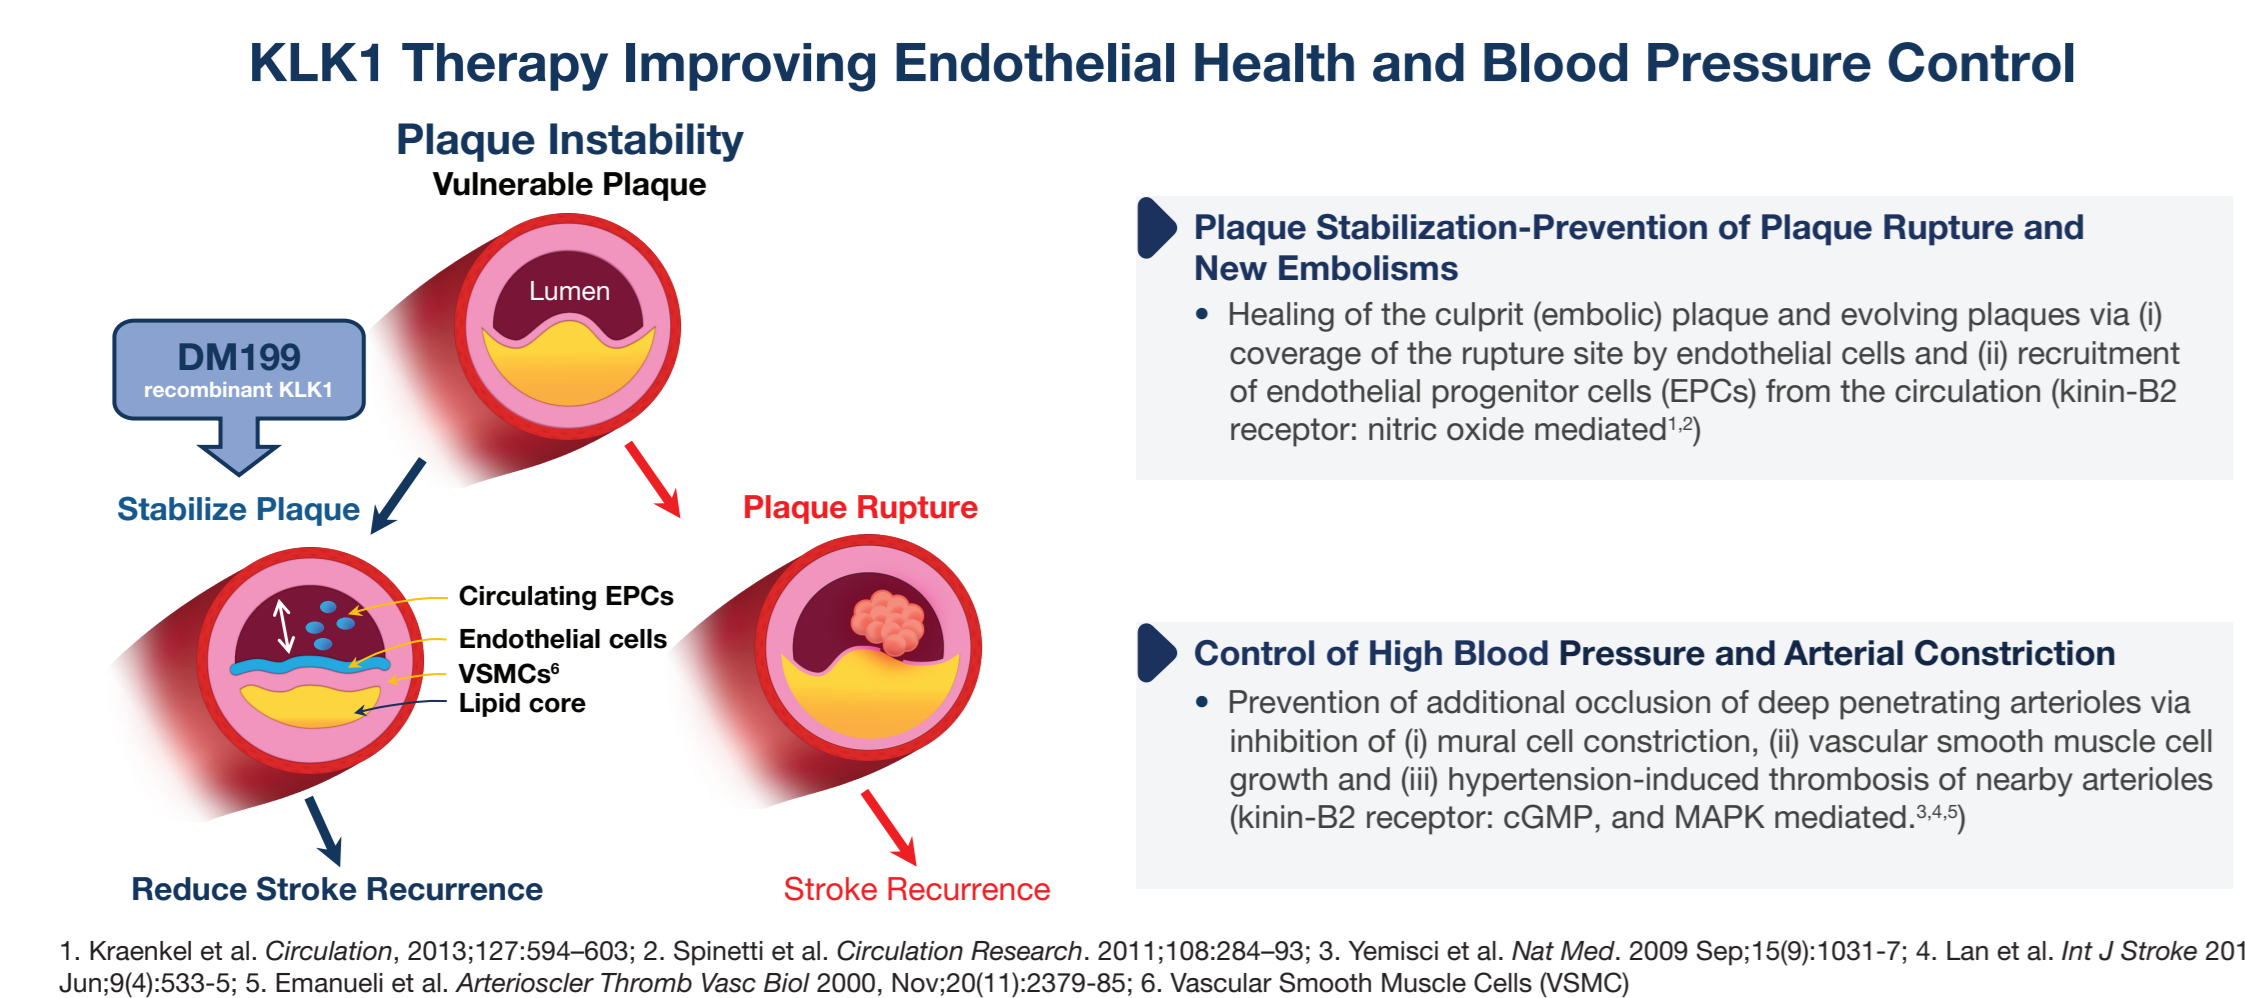 KLK1 Therapy Improving Endothelial Health and Blood Pressure Control
Plaque Instability
Vulnerable Plaque
Lumen
DM199
recombinant KLK1
Stabilize Plaque
Plaque Rupture
Circulating EPCs
Endothelial cells
VSMCs⁶
Lipid core
Reduce Stroke Recurrence
Stroke Recurrence
Plaque Stabilization-Prevention of Plaque Rupture and
New Embolisms
• Healing of the culprit (embolic) plaque and evolving plaques via (i)
coverage of the rupture site by endothelial cells and (ii) recruitment
of endothelial progenitor cells (EPCs) from the circulation (kinin-B2
receptor: nitric oxide mediated¹,²)
Control of High Blood Pressure and Arterial Constriction
• Prevention of additional occlusion of deep penetrating arterioles via
inhibition of (i) mural cell constriction, (ii) vascular smooth muscle cell
growth and (iii) hypertension-induced thrombosis of nearby arterioles
(kinin-B2 receptor: cGMP, and MAPK mediated.³,⁴,⁵)
1. Kraenkel et al. Circulation, 2013;127:594–603; 2. Spinetti et al. Circulation Research. 2011;108:284–93; 3. Yemisci et al. Nat Med. 2009 Sep;15(9):1031-7; 4. Lan et al. Int J Stroke 201
Jun;9(4):533-5; 5. Emanueli et al. Arterioscler Thromb Vasc Biol 2000, Nov;20(11):2379-85; 6. Vascular Smooth Muscle Cells (VSMC)